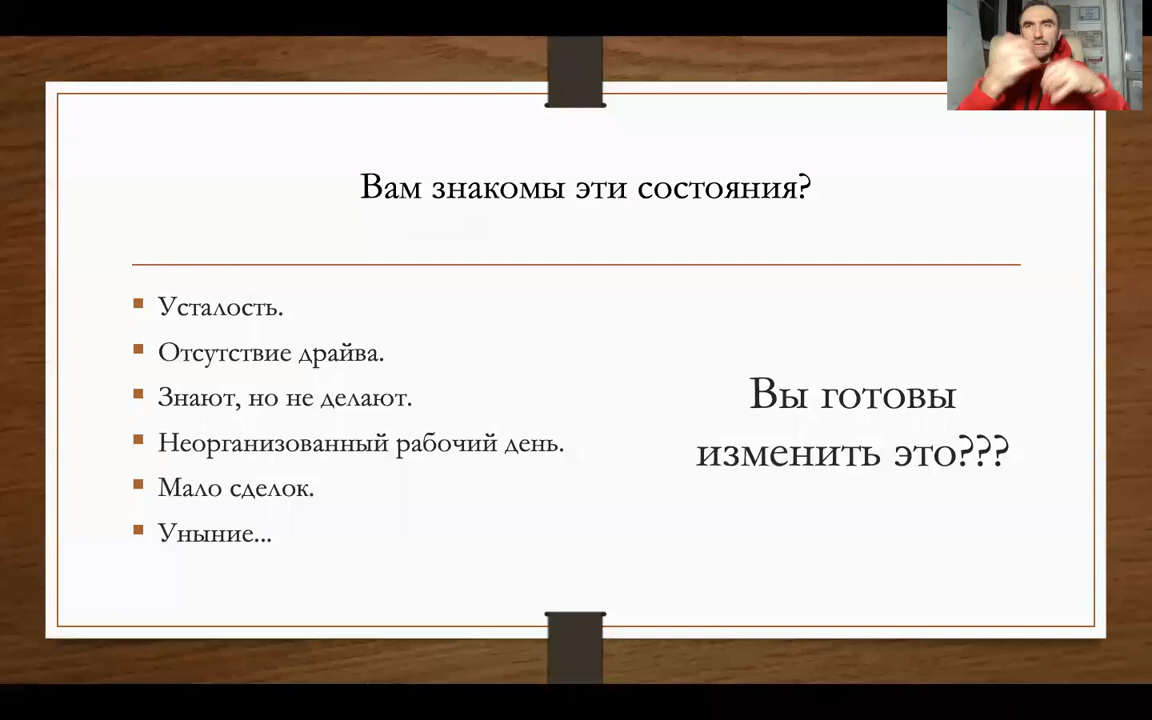 Вам знакомы эти состояния?
Усталость.
Отсутствие драйва.
Знают, но не делают.
Неорганизованный рабочий день.
Мало сделок.
Уныние...
Вы готовы
изменить это???